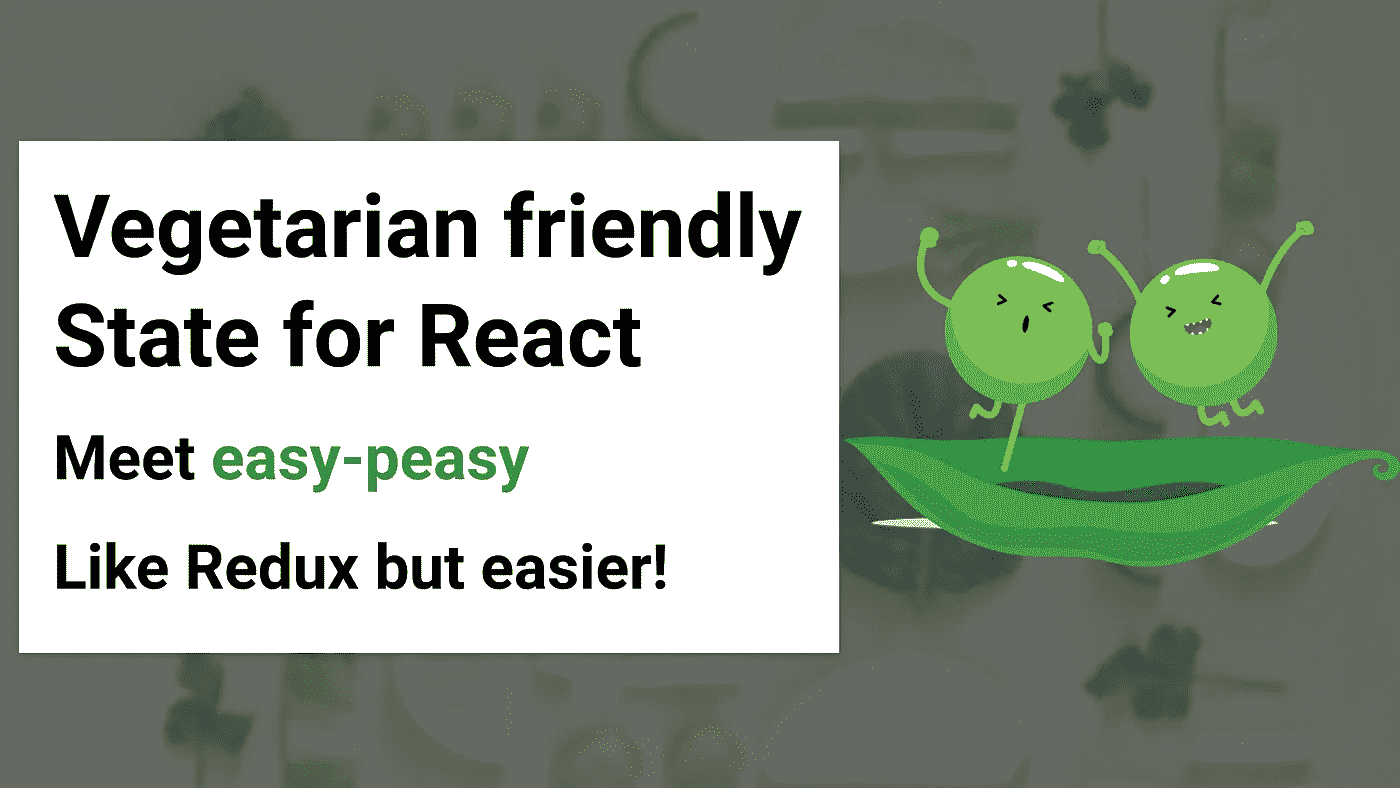 Vegetarian friendly
State for React
Meet easy-peasy
Like Redux but easier!